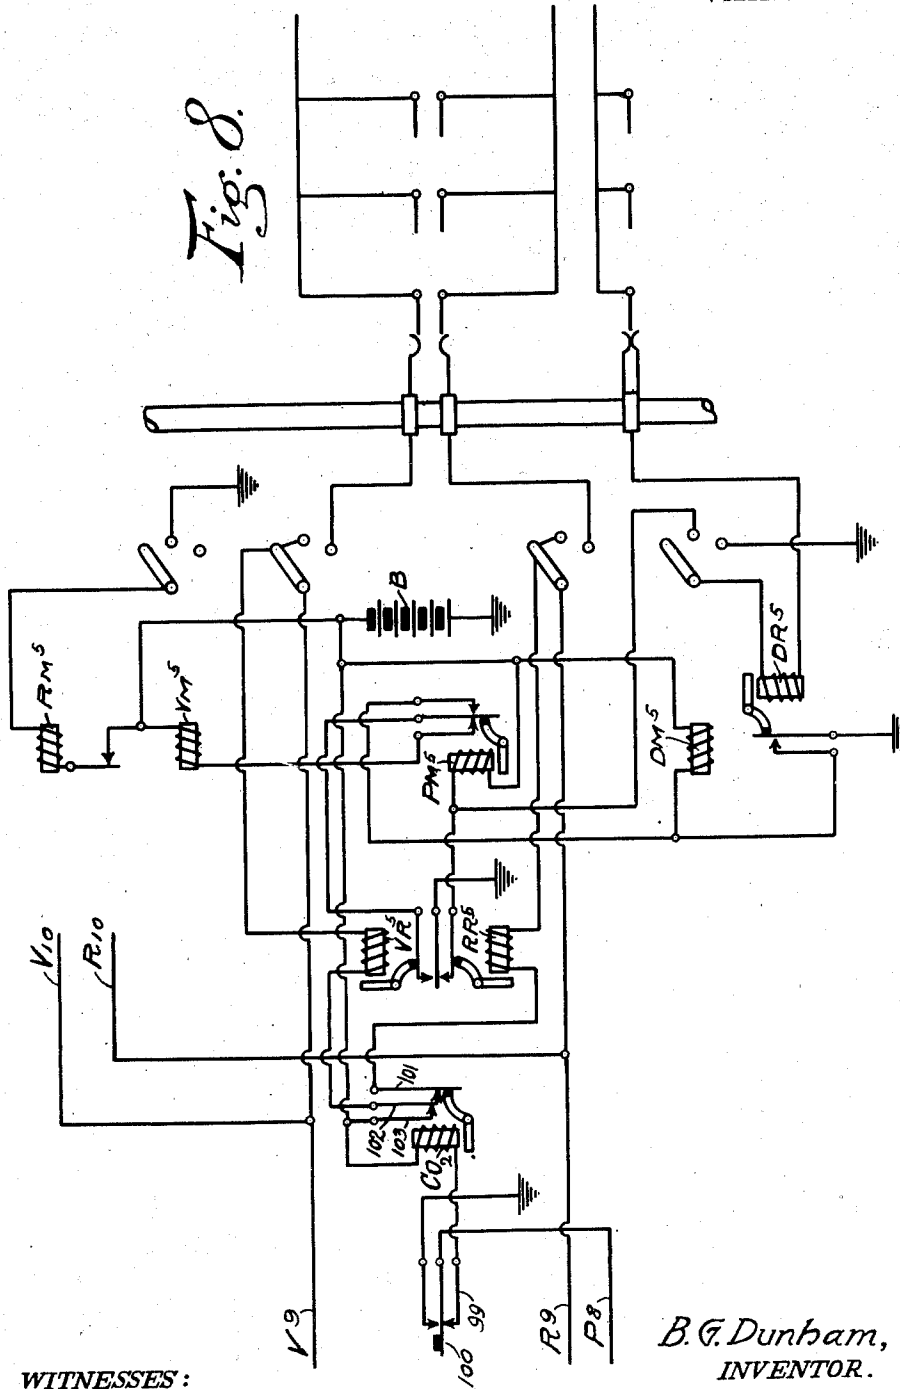 Fig. 8.
B
RM5
VM5
PM5
DM5
DR5
V10
R10
VR5
RR5
101
102
103
CO2
99
100
V9
R9
P8
B. G. Dunham,
INVENTOR.
WITNESSES: